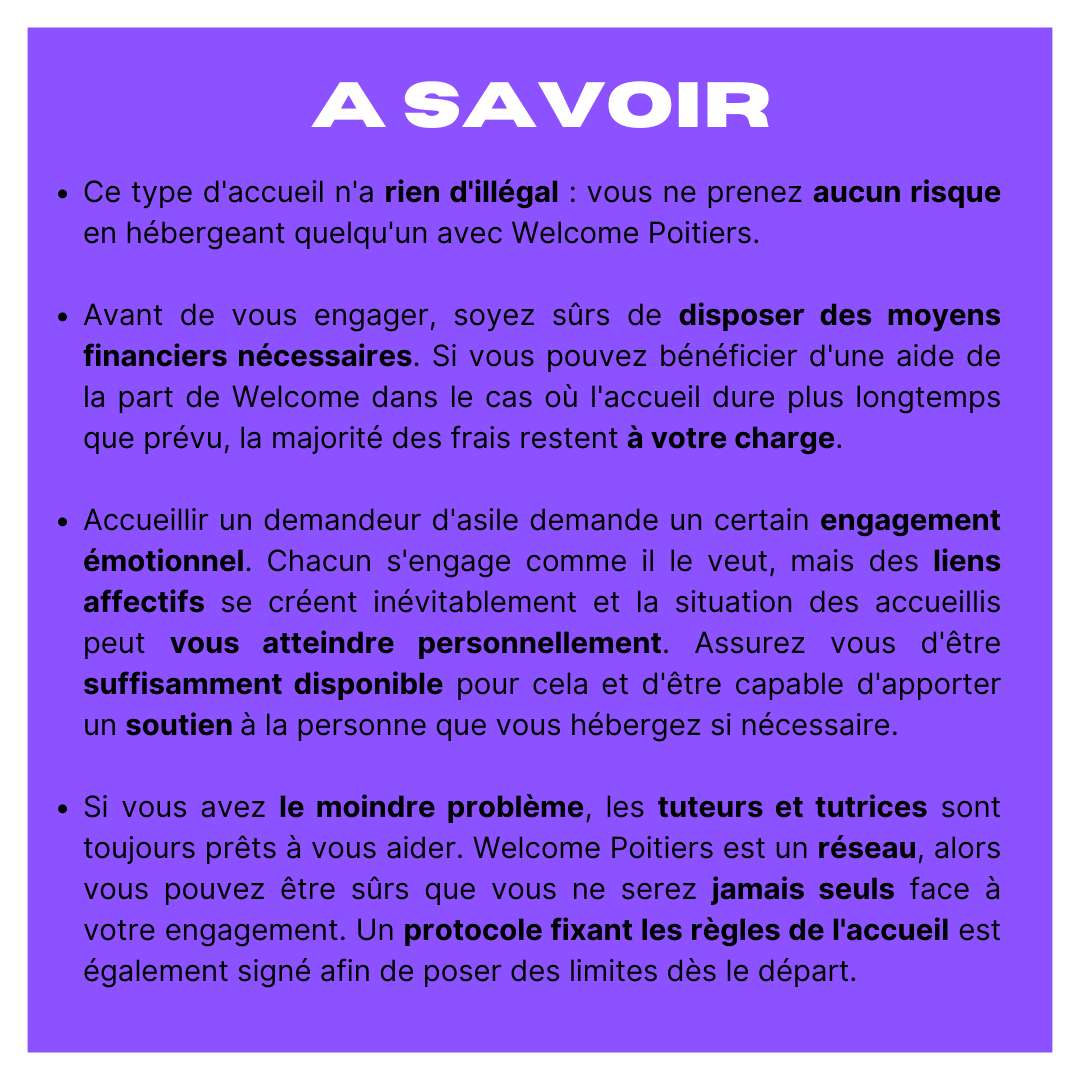 A SAVOIR
• Ce type d'accueil n'a rien d'illégal : vous ne prenez aucun risque
en hébergeant quelqu'un avec Welcome Poitiers.
• Avant de vous engager, soyez sûrs de disposer des moyens
financiers nécessaires. Si vous pouvez bénéficier d'une aide de
la part de Welcome dans le cas où l'accueil dure plus longtemps
que prévu, la majorité des frais restent à votre charge.
• Accueillir un demandeur d'asile demande un certain engagement
émotionnel. Chacun s'engage comme il le veut, mais des liens
affectifs se créent inévitablement et la situation des accueillis
peut vous atteindre personnellement. Assurez vous d'être
suffisamment disponible pour cela et d'être capable d'apporter
un soutien à la personne que vous hébergez si nécessaire.
• Si vous avez le moindre problème, les tuteurs et tutrices sont
toujours prêts à vous aider. Welcome Poitiers est un réseau, alors
vous pouvez être sûrs que vous ne serez jamais seuls face à
votre engagement. Un protocole fixant les règles de l'accueil est
également signé afin de poser des limites dès le départ.